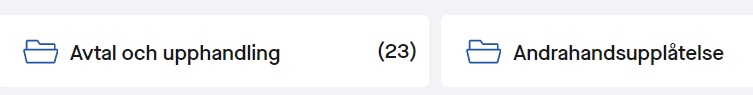 Avtal och upphandling (23)
Andrahandsupplåtelse